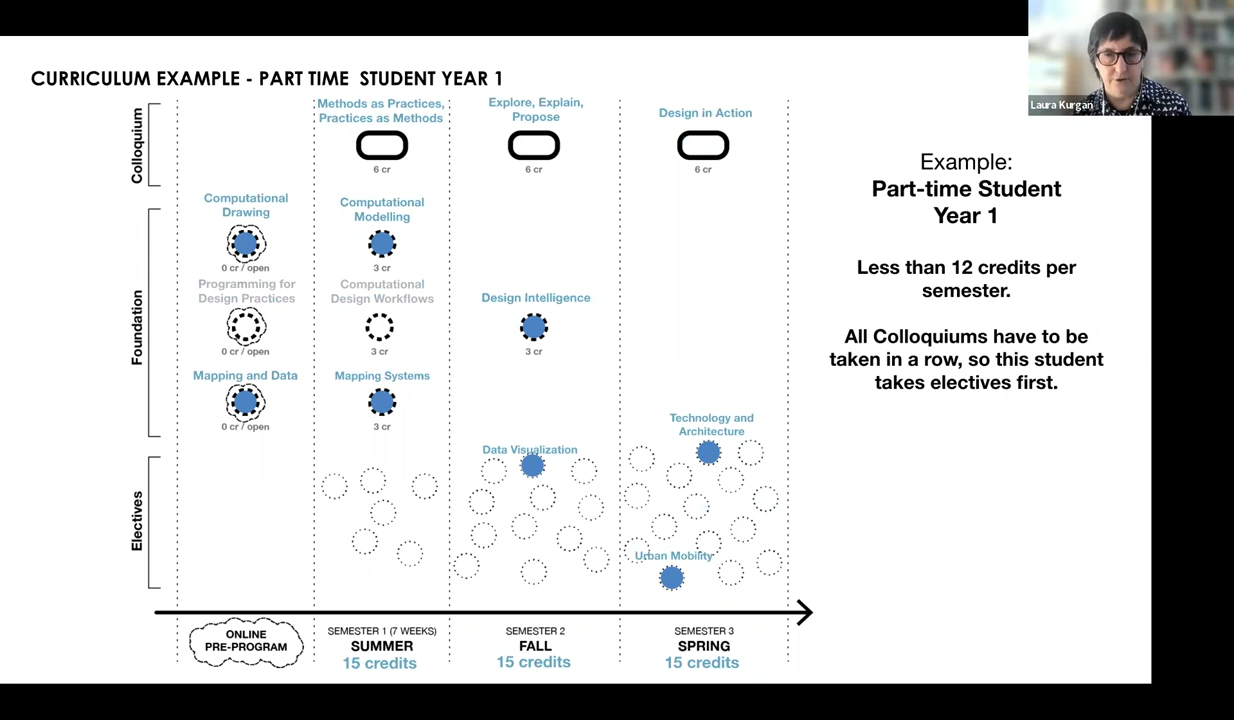 Laura Kurgan
CURRICULUM EXAMPLE - PART TIME  STUDENT YEAR 1
Colloquium
Methods as Practices,
Practices as Methods
6 cr
Explore, Explain,
Propose
6 cr
Design in Action
6 cr
Foundation
Computational
Drawing
0 cr / open
Computational
Modelling
3 cr
Programming for
Design Practices
0 cr / open
Computational
Design Workflows
3 cr
Design Intelligence
3 cr
Mapping and Data
0 cr / open
Mapping Systems
3 cr
Electives
Data Visualization
Technology and
Architecture
Urban Mobility
ONLINE
PRE-PROGRAM
SEMESTER 1 (7 WEEKS)
SUMMER
15 credits
SEMESTER 2
FALL
15 credits
SEMESTER 3
SPRING
15 credits
Example:
Part-time Student
Year 1
Less than 12 credits per
semester.
All Colloquiums have to be
taken in a row, so this student
takes electives first.